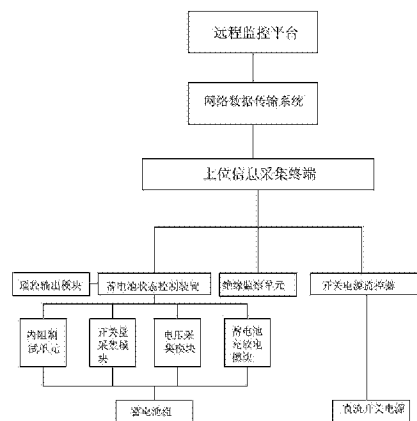 远程监控平台
网络数据传输系统
上位信息采集终端
蓄电池状态控制装置
绝缘监察单元
开关电源监控器
内阻测
试单元
开关量
采集模
块
电压采
集模块
蓄电池
充放电
模块
蓄电池组
直流开关电源